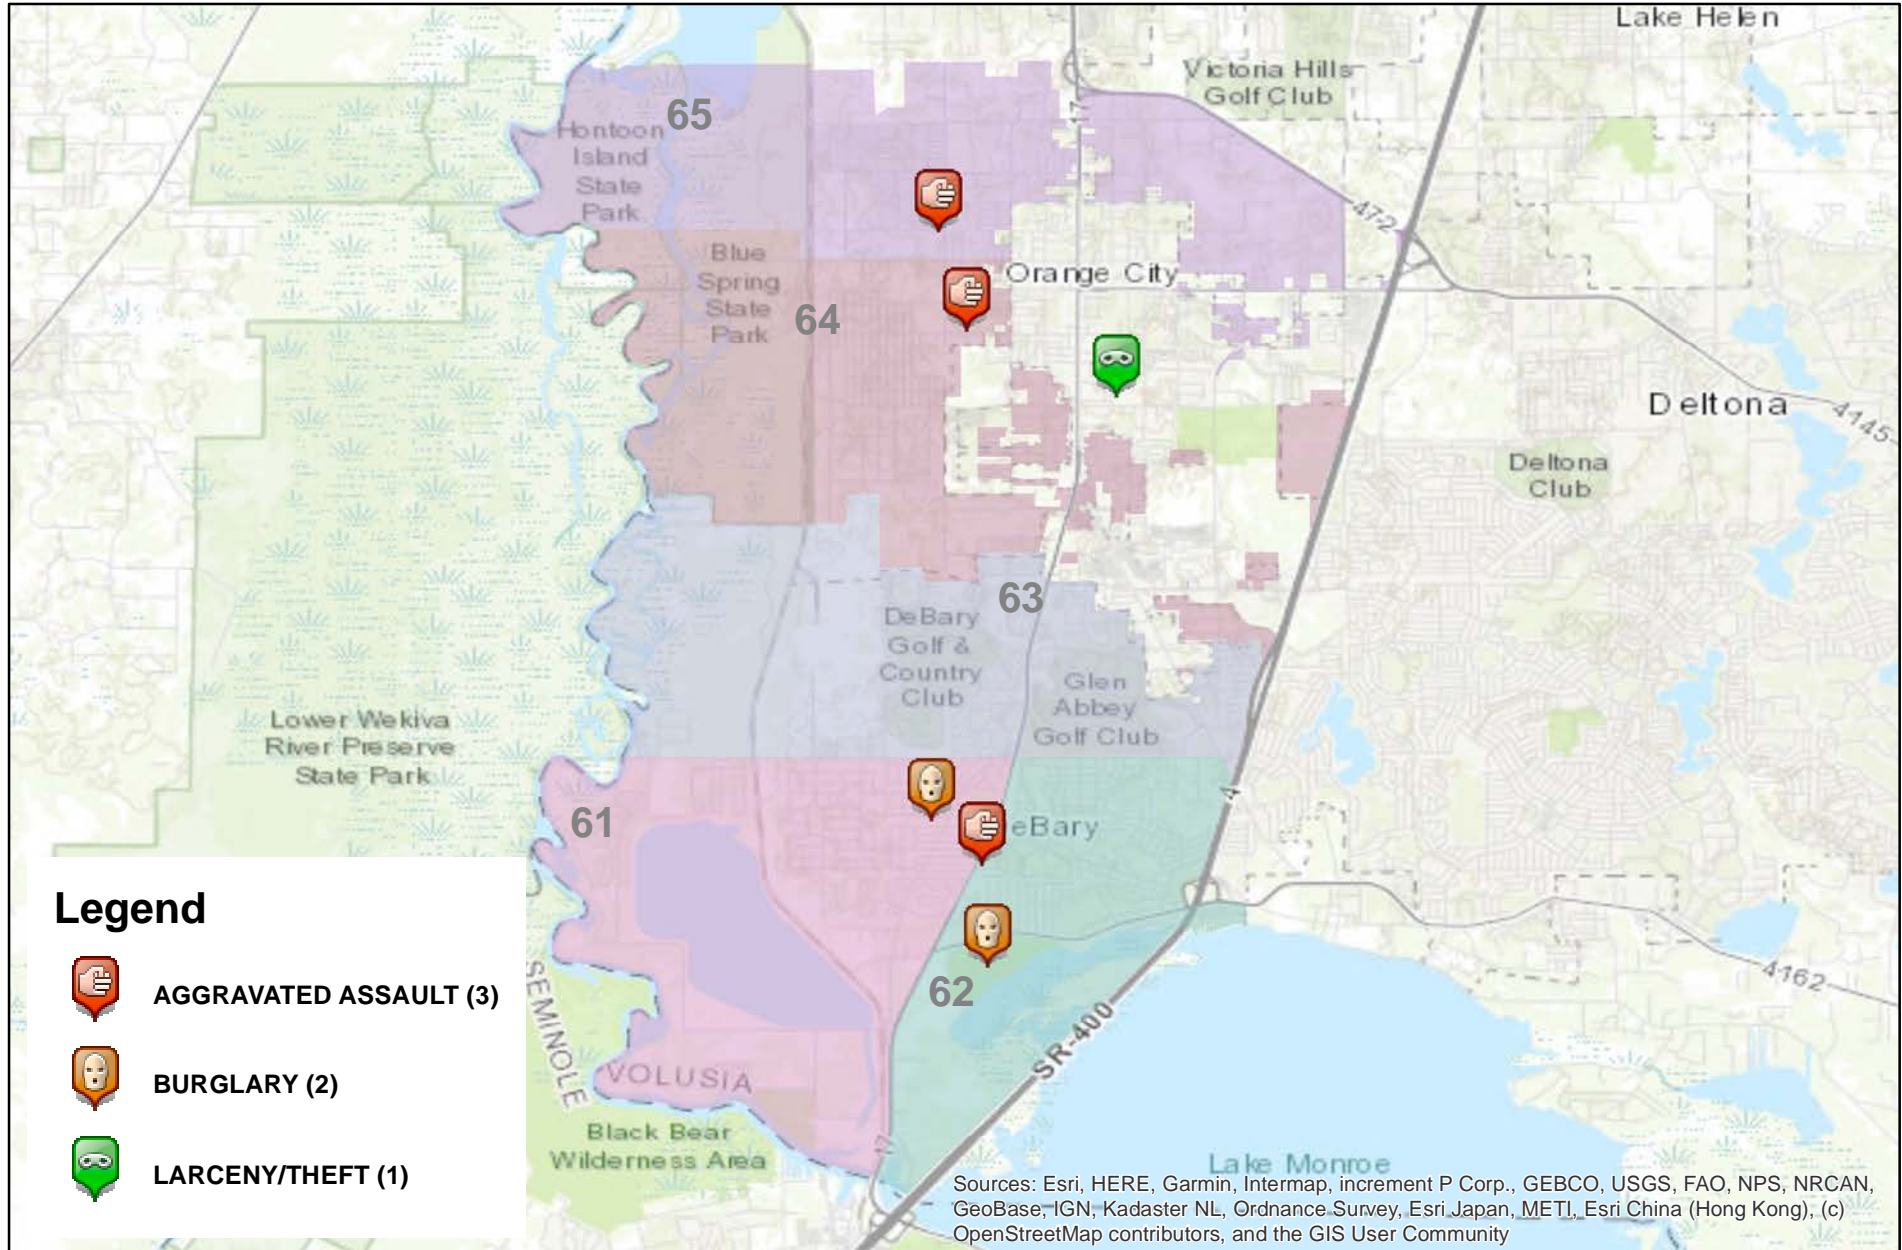 Lake Helen
Victoria Hills
Golf Club
65
Hontoon
Island
State
Park
17
472
Blue
Spring
State
Park
64
Orange City
Deltona
4145
Deltona
Club
63
DeBary
Golf &
Country
Club
Glen
Abbey
Golf Club
Lower Wekiva
River Preserve
State Park
4
61
eBary
62
4162
SR-400
SEMINOLE
VOLUSIA
Black Bear
Wilderness Area
17
Lake Monroe
Legend
AGGRAVATED ASSAULT (3)
BURGLARY (2)
LARCENY/THEFT (1)
Sources: Esri, HERE, Garmin, Intermap, increment P Corp., GEBCO, USGS, FAO, NPS, NRCAN,
GeoBase, IGN, Kadaster NL, Ordnance Survey, Esri Japan, METI, Esri China (Hong Kong), (c)
OpenStreetMap contributors, and the GIS User Community